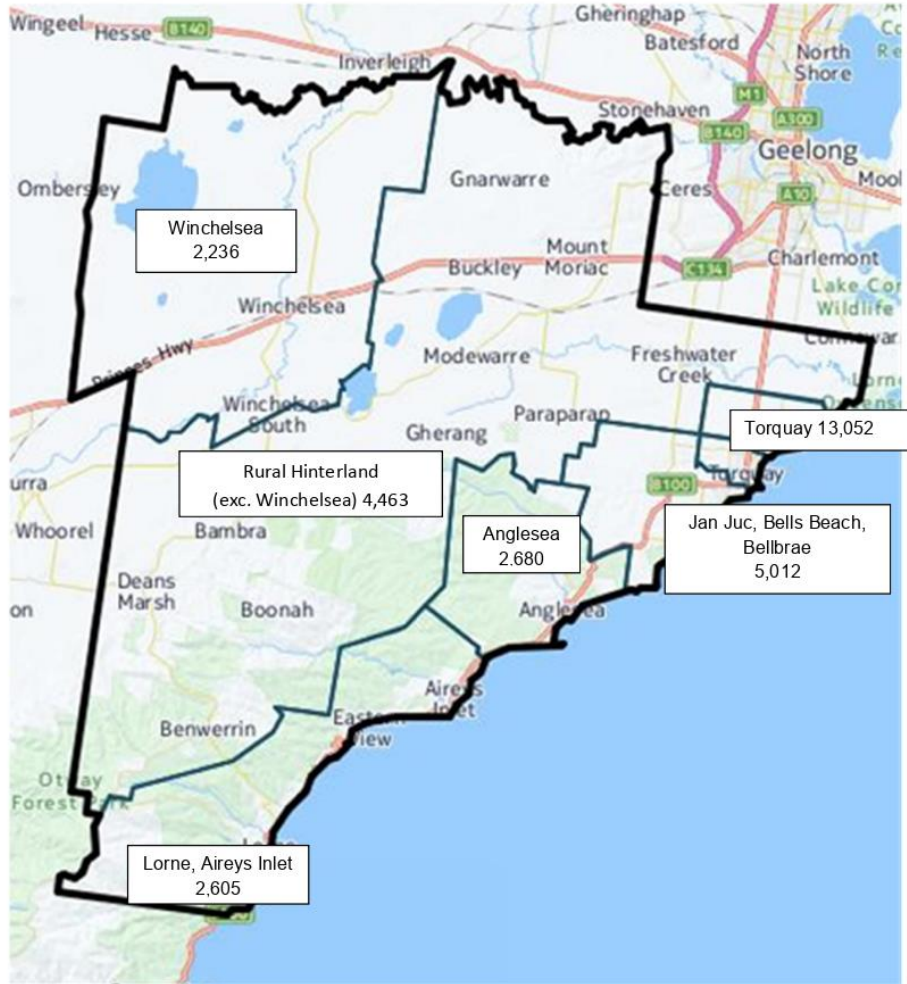 Wingeel
Hesse
B140
Gheringhap
Batesford
North
Shore
Inverleigh
M1
Stonehaven
A300
B140
Geelong
Ombersley
Gnarwarre
Ceres
A10
Winchelsea
2,236
Mount
Moriac
Buckley
C134
Charlemont
Lake
Wildlife
Winchelsea
Princes Hwy
Modewarre
Freshwater
Creek
Winchelsea
South
Paraparap
Gherang
Torquay 13,052
Torquay
Rural Hinterland
(exc. Winchelsea) 4,463
B100
Whoorel
Bambra
Anglesea
2.680
Jan Juc, Bells Beach,
Bellbrae
5,012
Deans
Marsh
Boonah
Anglesea
Aireys
Inlet
Benwerrin
Eastern
View
Otway
Forest Park
Lorne, Aireys Inlet
2,605